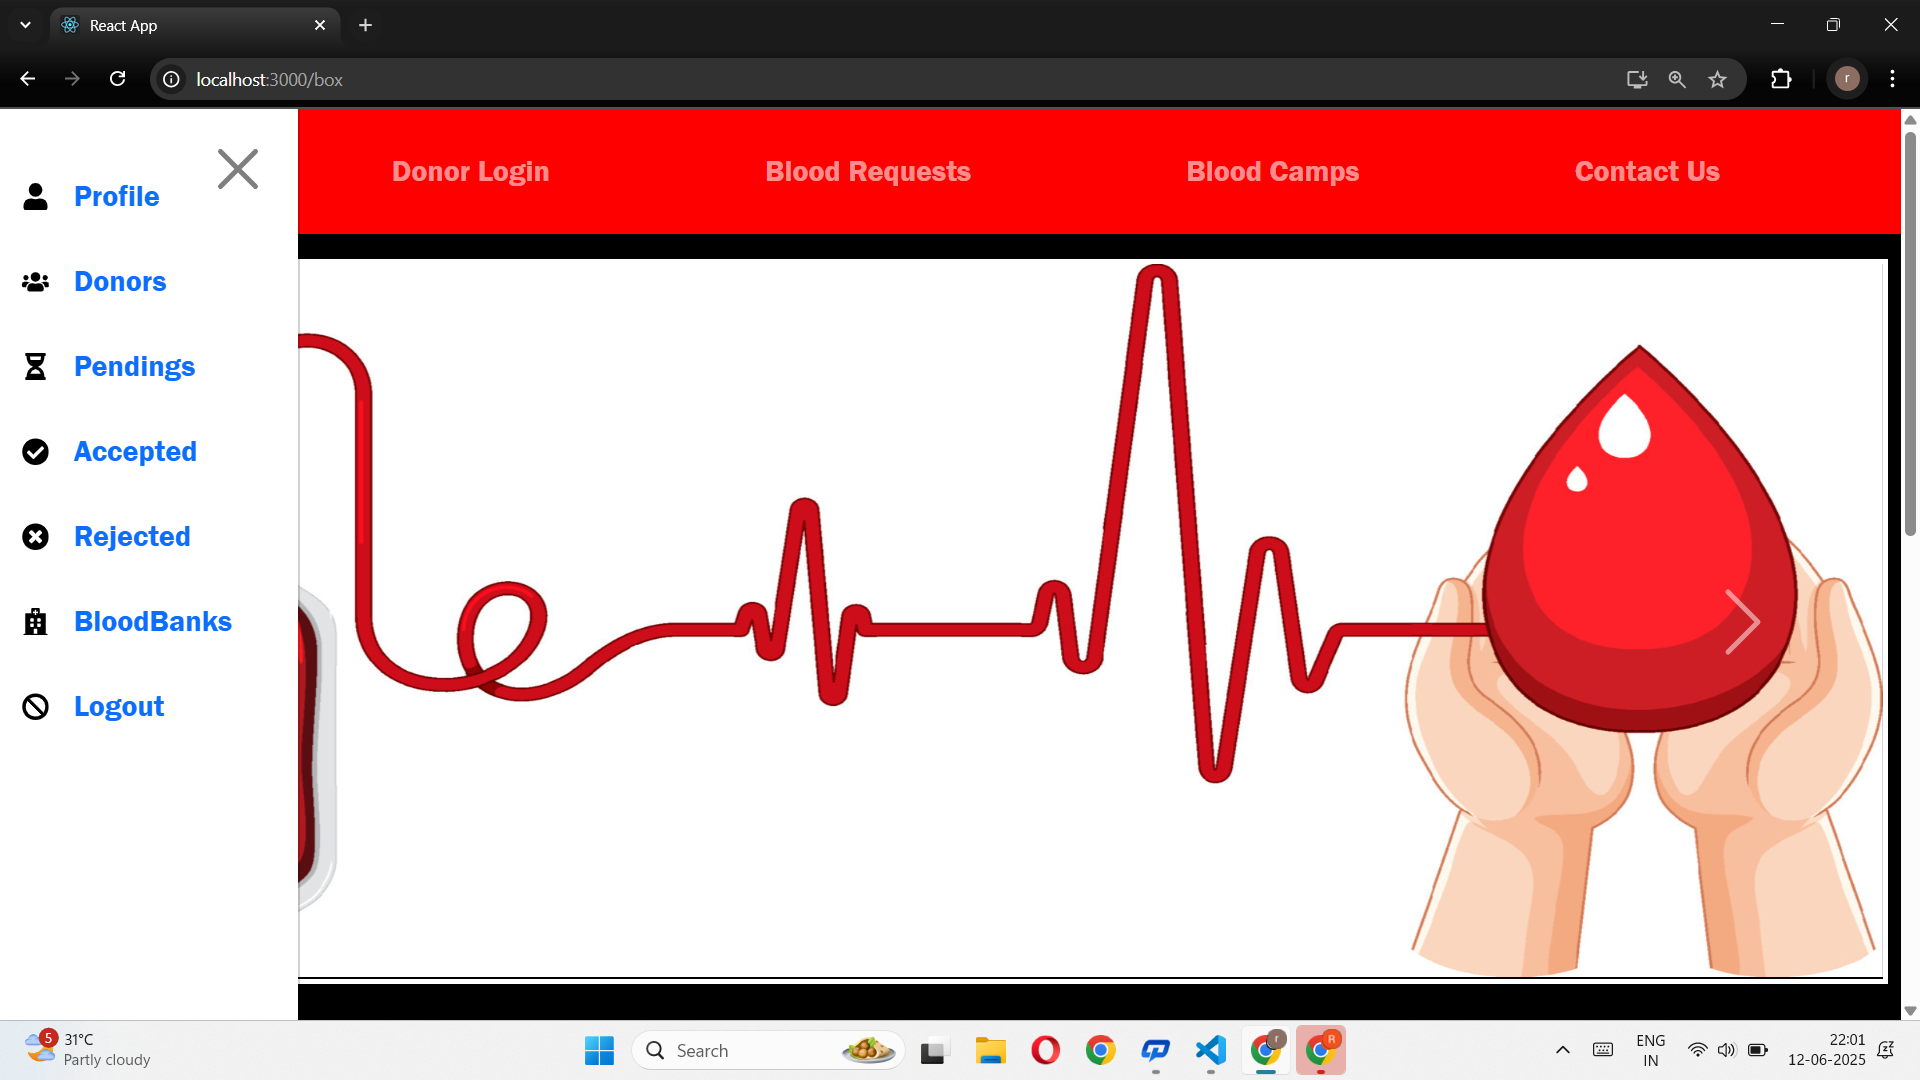 React App
localhost:3000/box
r
Donor Login
Blood Requests
Blood Camps
Contact Us
Profile
Donors
Pendings
Accepted
Rejected
BloodBanks
Logout
5
31°C
Partly cloudy
Search
r
R
ENG
IN
22:01
12-06-2025